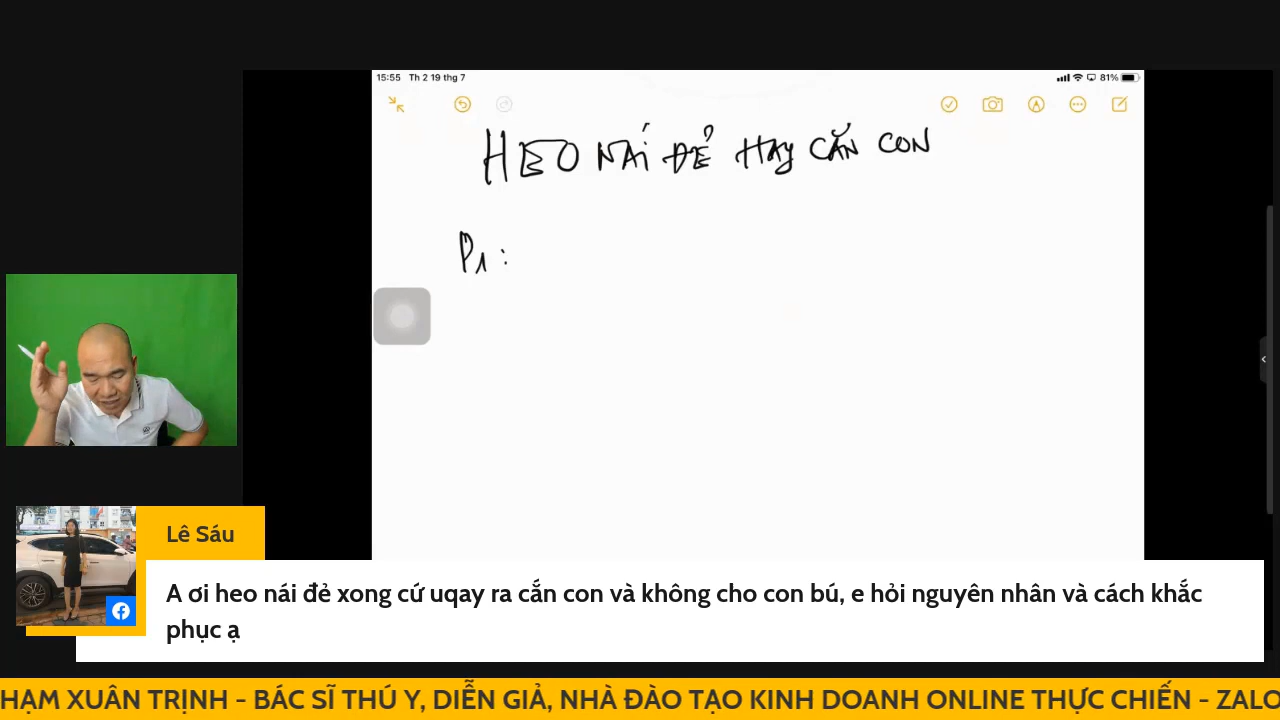 15:55 Th 2 19 thg 7
81%
HEO NÁI ĐẺ HAY CẮN CON
P1 :
Lê Sáu
A ơi heo nái đẻ xong cứ uqay ra cắn con và không cho con bú, e hỏi nguyên nhân và cách khắc
phục ạ
HẠM XUÂN TRỊNH - BÁC SĨ THÚ Y, DIỄN GIẢ, NHÀ ĐÀO TẠO KINH DOANH ONLINE THỰC CHIẾN - ZALO